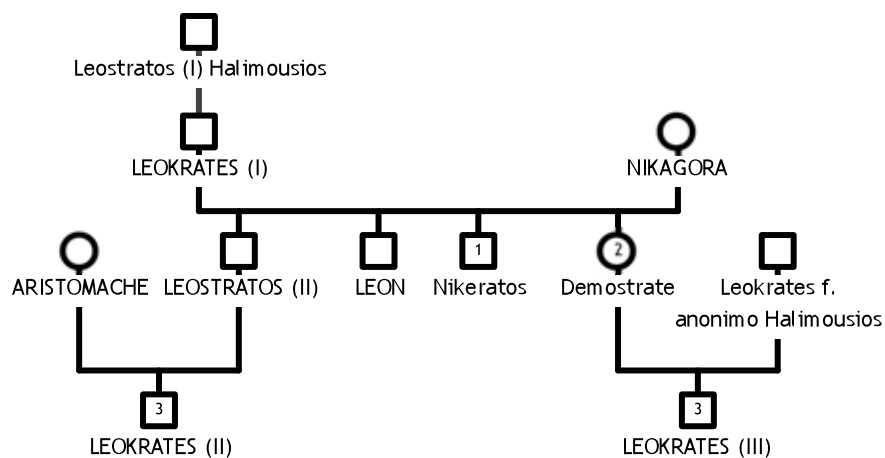 Leostratos (I) Halimousios
LEOKRATES (I)
NIKAGORA
1
2
ARISTOMACHE
LEOSTRATOS (II)
LEON
Nikeratos
Demostrate
Leokrates f.
anonimo Halimousios
3
3
LEOKRATES (II)
LEOKRATES (III)